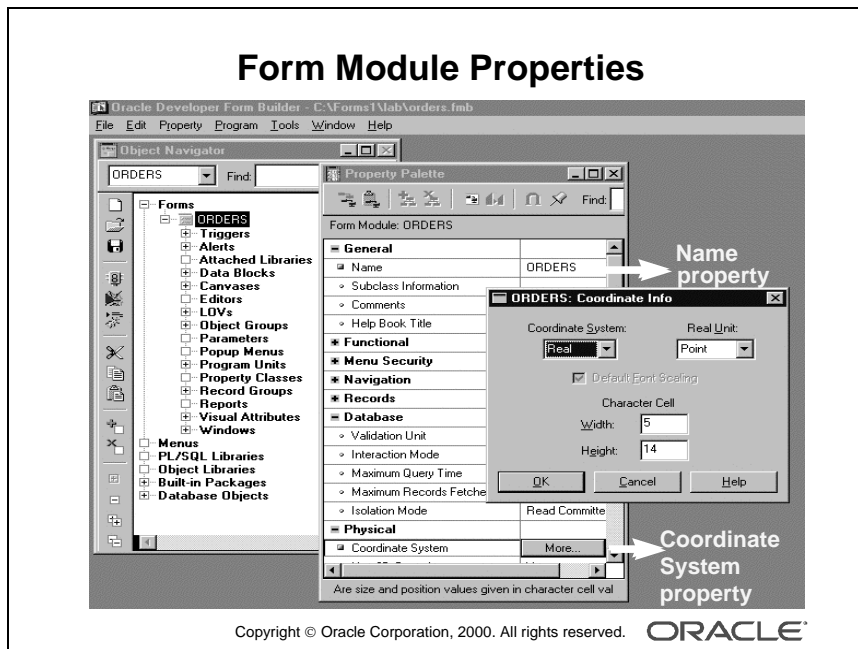 Form Module Properties
Oracle Developer Form Builder - C:\Forms1\lab\orders.fmb
File Edit Property Program Tools Window Help
Object Navigator
ORDERS Find:
Forms
ORDERS
Triggers
Alerts
Attached Libraries
Data Blocks
Canvases
Editors
LOVs
Object Groups
Parameters
Popup Menus
Program Units
Property Classes
Record Groups
Reports
Visual Attributes
Windows
Menus
PL/SQL Libraries
Object Libraries
Built-in Packages
Database Objects
Property Palette
Find:
Form Module: ORDERS
General
Name ORDERS
Subclass Information
Comments
Help Book Title
Functional
Menu Security
Navigation
Records
Database
Validation Unit
Interaction Mode
Maximum Query Time
Maximum Records Fetche
Isolation Mode Read Committe
Physical
Coordinate System More...
Are size and position values given in character cell val
Name
property
ORDERS: Coordinate Info
Coordinate System: Real Unit:
Real Point
Default Font Scaling
Character Cell
Width: 5
Height: 14
OK Cancel Help
Coordinate
System
property
Copyright © Oracle Corporation, 2000. All rights reserved. ORACLE®